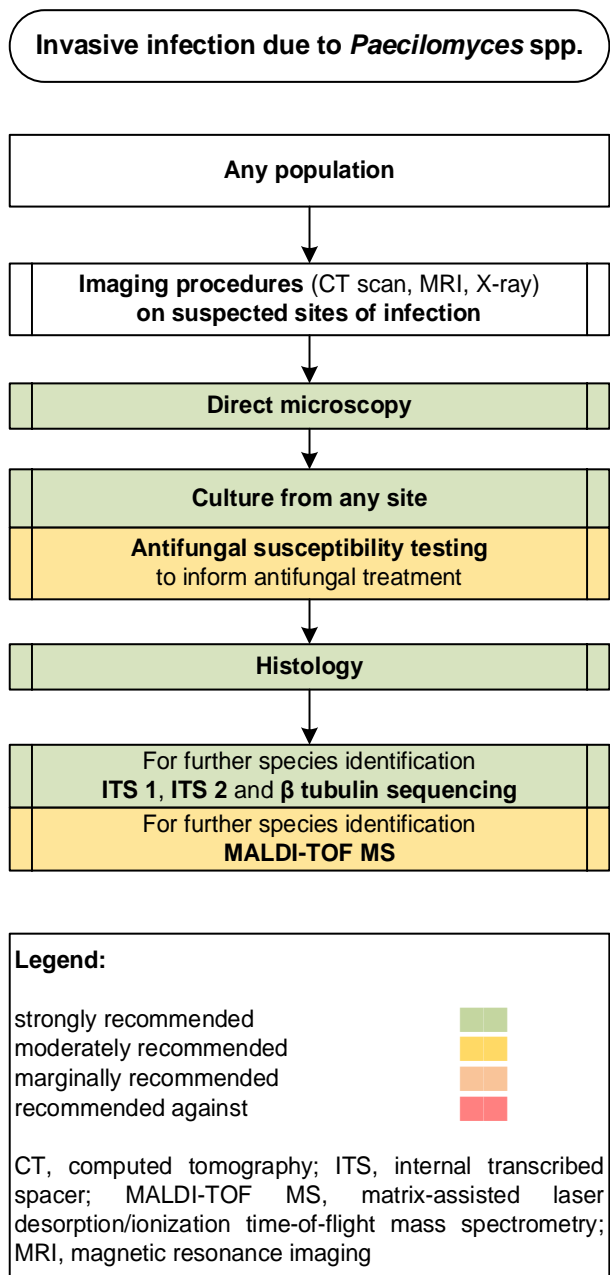 Invasive infection due to Paecilomyces spp.
Any population
Imaging procedures (CT scan, MRI, X-ray)
on suspected sites of infection
Direct microscopy
Culture from any site
Antifungal susceptibility testing
to inform antifungal treatment
Histology
For further species identification
ITS 1, ITS 2 and β tubulin sequencing
For further species identification
MALDI-TOF MS
Legend:
strongly recommended
moderately recommended
marginally recommended
recommended against
CT, computed tomography; ITS, internal transcribed
spacer; MALDI-TOF MS, matrix-assisted laser
desorption/ionization time-of-flight mass spectrometry;
MRI, magnetic resonance imaging